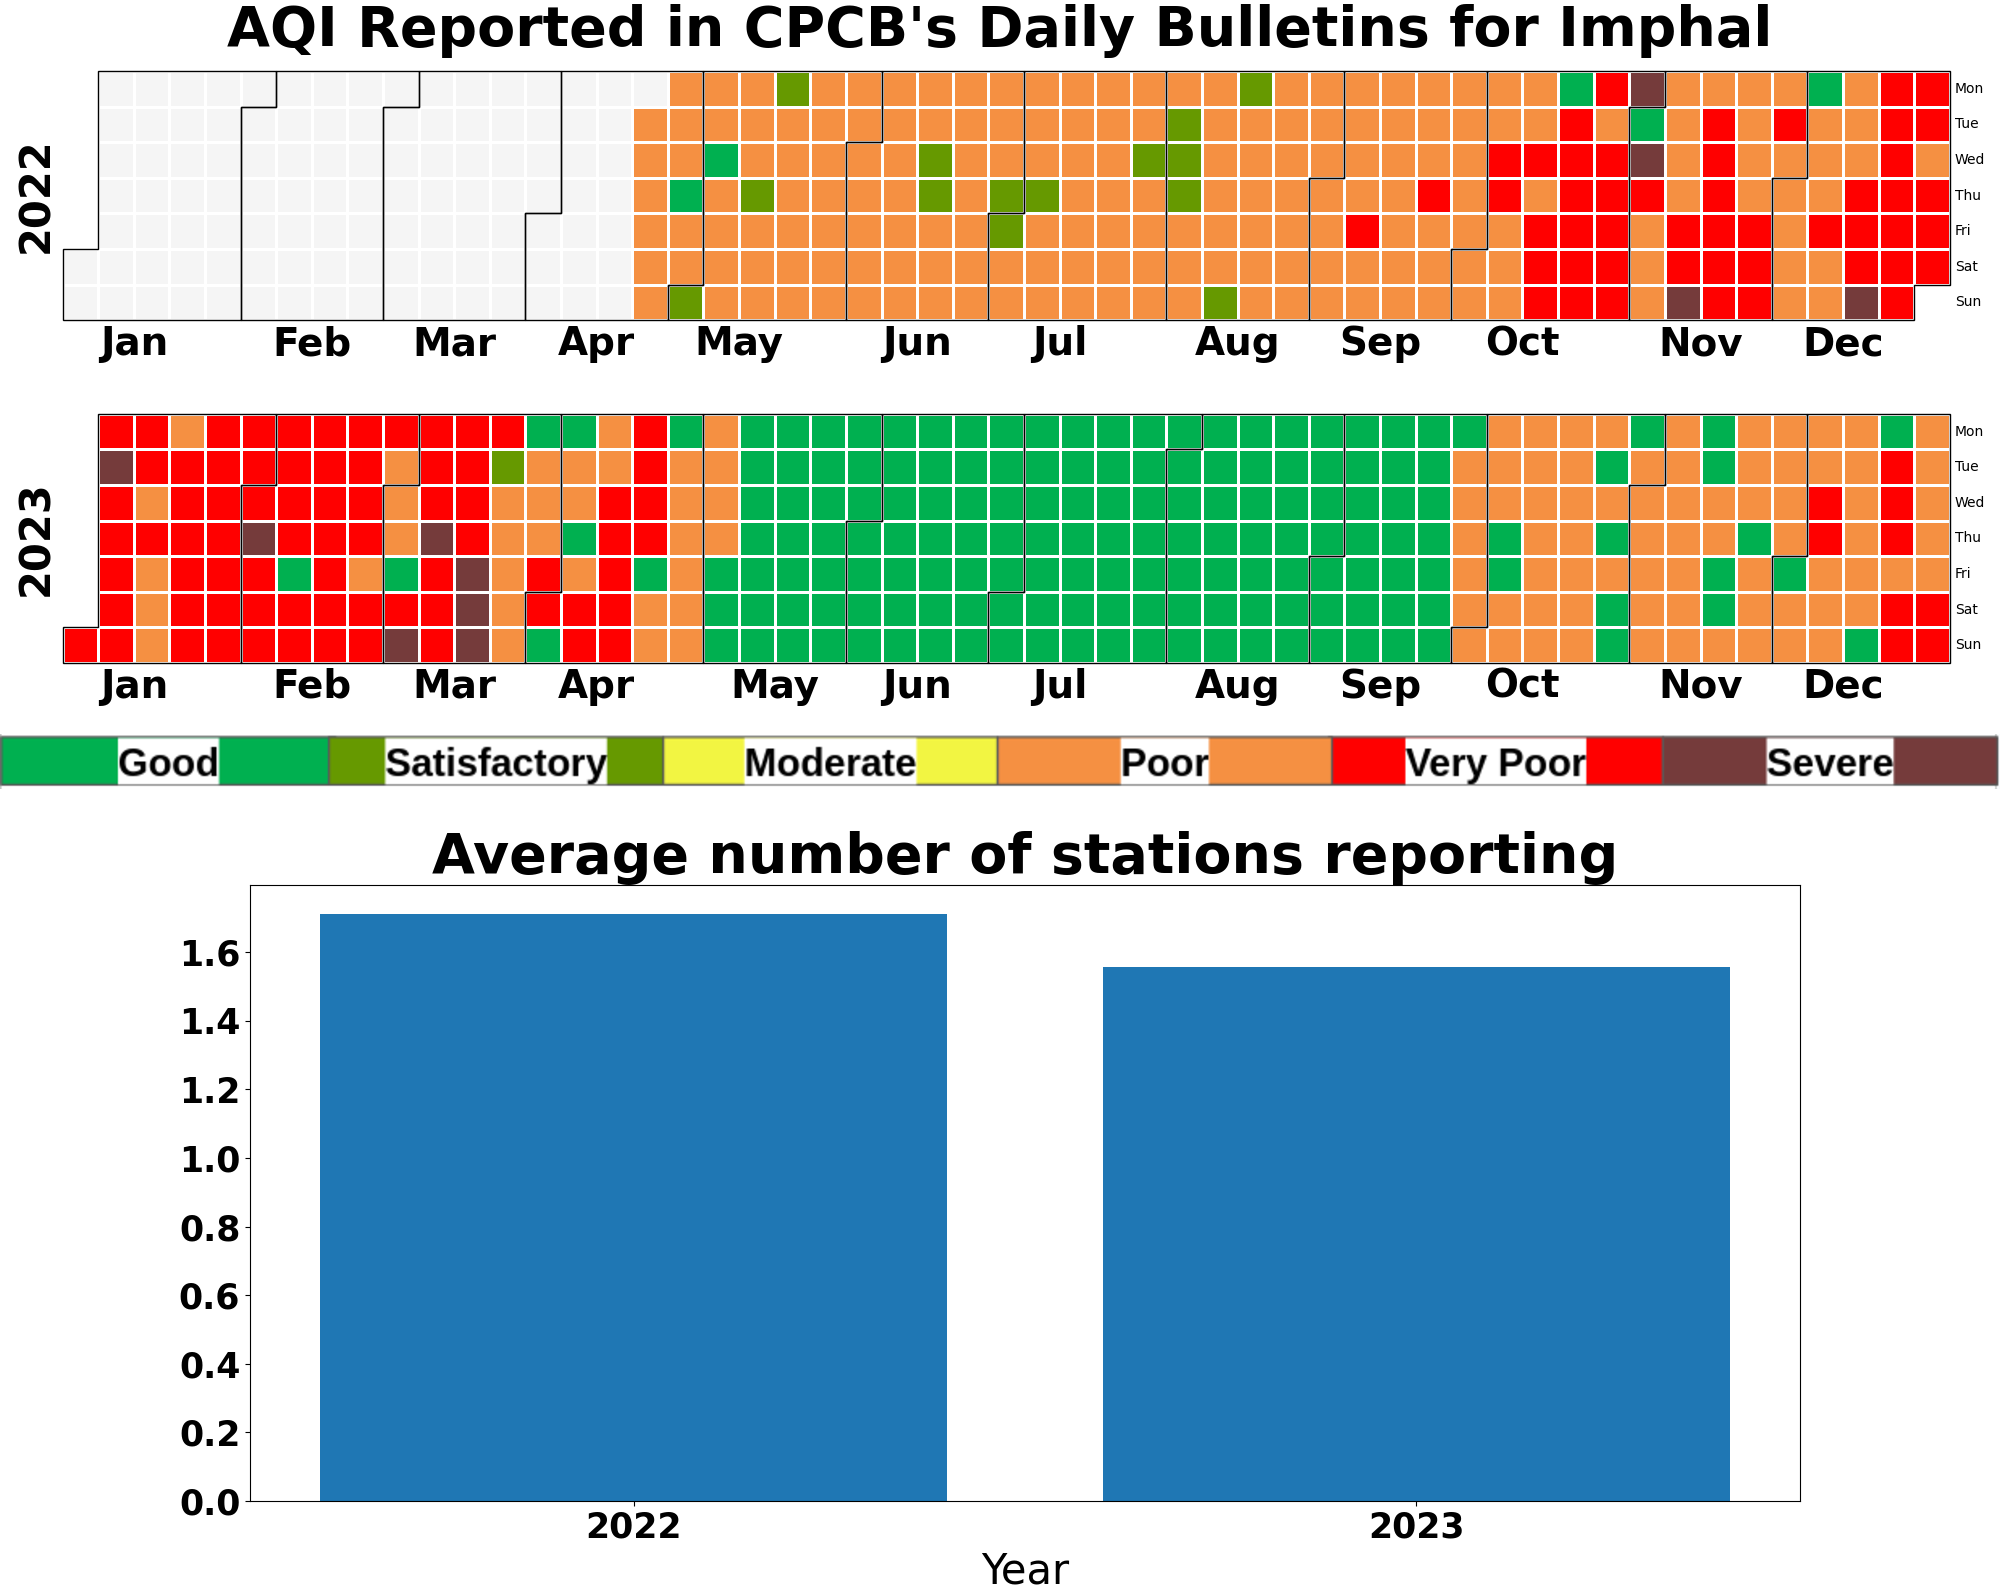 AQI Reported in CPCB's Daily Bulletins for Imphal
2022
Mon
Tue
Wed
Thu
Fri
Sat
Sun
Jan Feb Mar Apr May Jun Jul Aug Sep Oct Nov Dec
2023
Mon
Tue
Wed
Thu
Fri
Sat
Sun
Jan Feb Mar Apr May Jun Jul Aug Sep Oct Nov Dec
Good Satisfactory Moderate Poor Very Poor Severe
Average number of stations reporting
1.6
1.4
1.2
1.0
0.8
0.6
0.4
0.2
0.0
2022 2023
Year